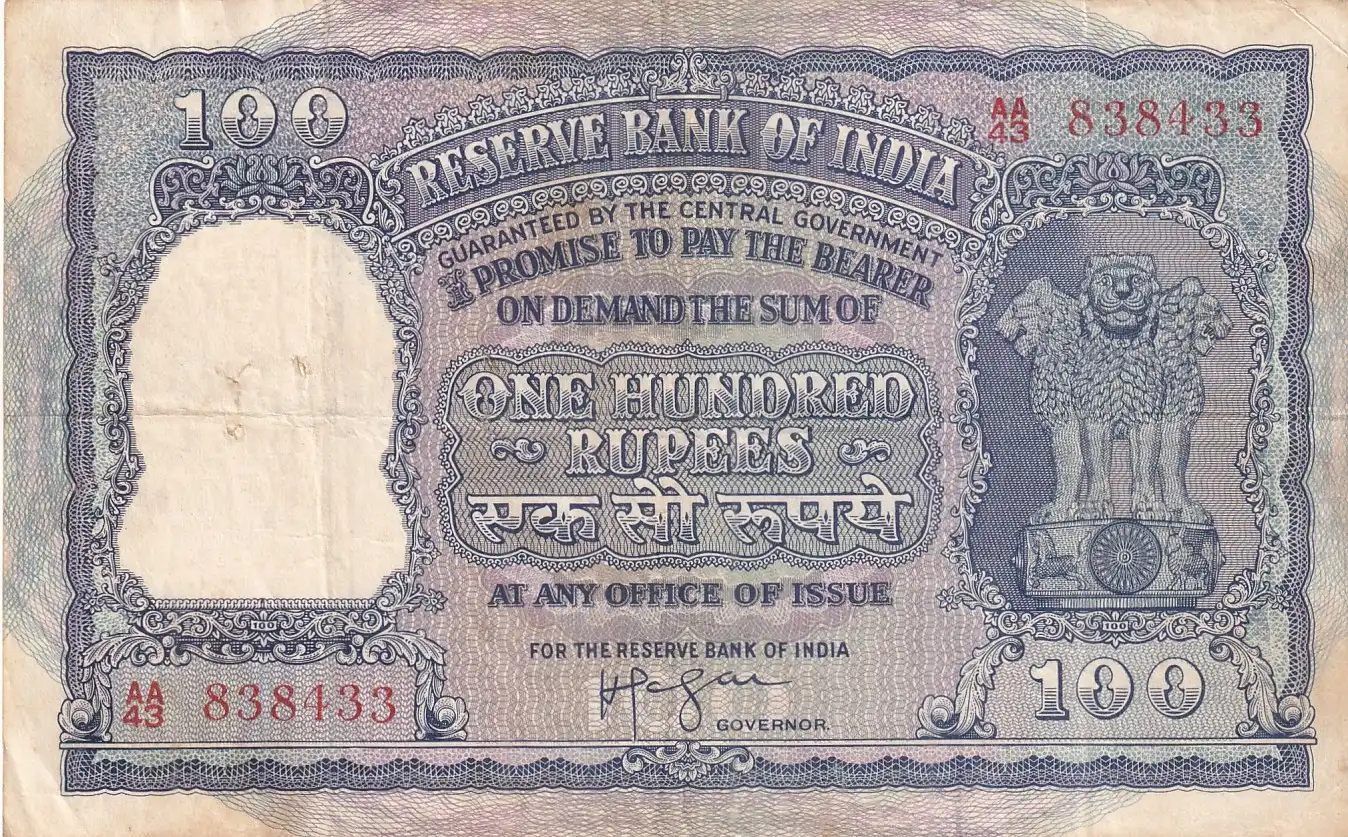 100
AA
43 838433
RESERVE BANK OF INDIA
GUARANTEED BY THE CENTRAL GOVERNMENT
I PROMISE TO PAY THE BEARER
ON DEMAND THE SUM OF
ONE HUNDRED
RUPEES
एक सौ रूपये
AT ANY OFFICE OF ISSUE
100
100
FOR THE RESERVE BANK OF INDIA
GOVERNOR.
AA
43 838433
100